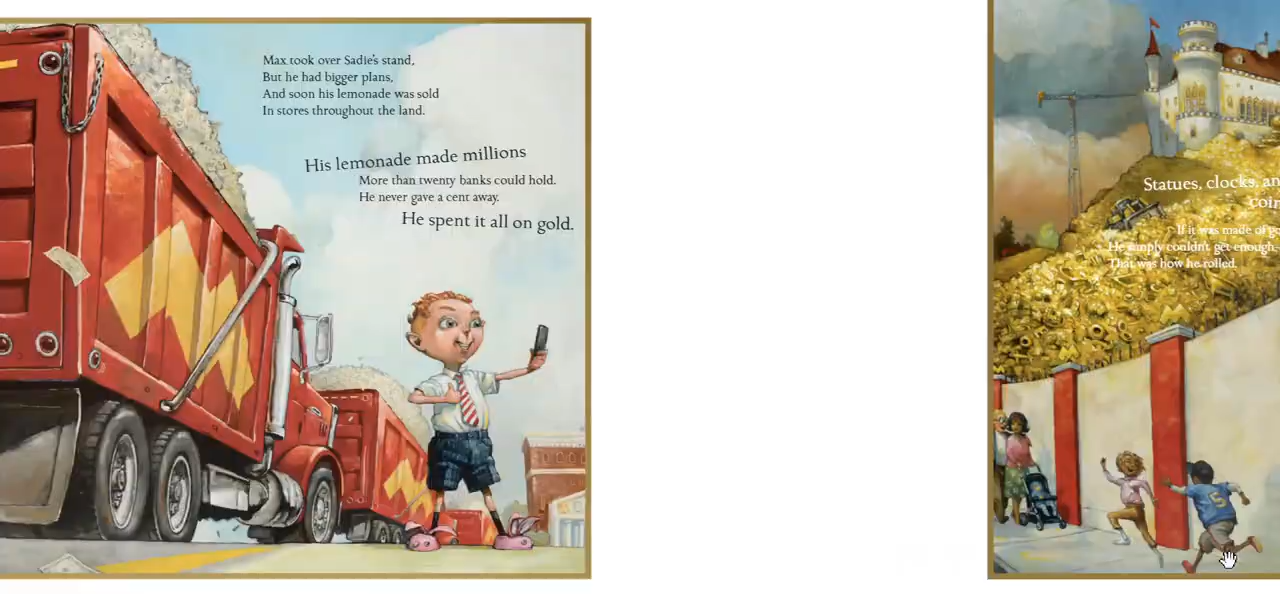 Max took over Sadie's stand,
But he had bigger plans,
And soon his lemonade was sold
In stores throughout the land.
His lemonade made millions
More than twenty banks could hold.
He never gave a cent away.
He spent it all on gold.
Statues, clocks, an
coin
If it was made of go
He simply couldn't get enough—
That was how he rolled.
5